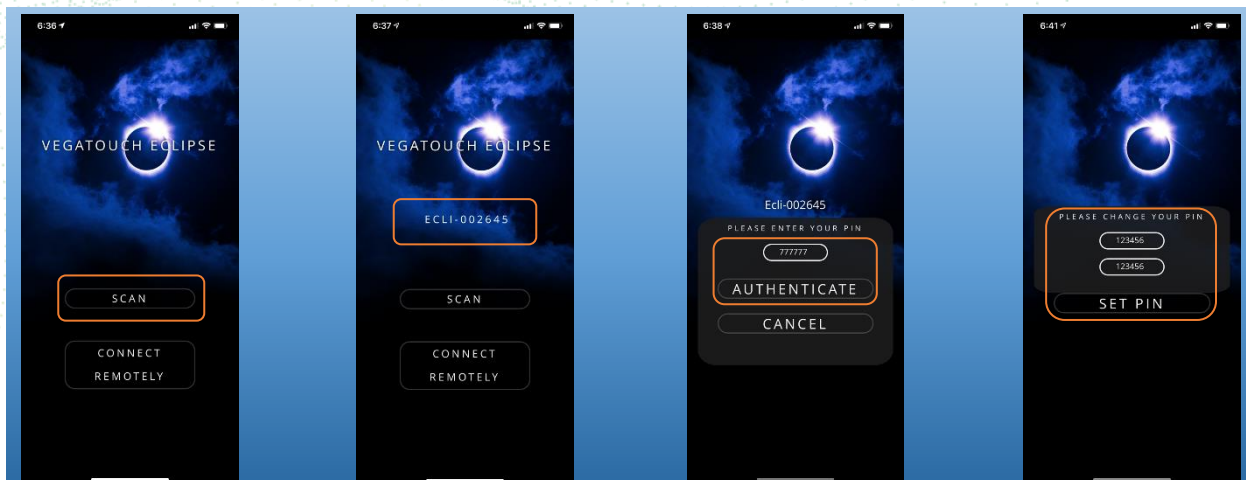 6:36
VEGATOUCH ECLIPSE
SCAN
CONNECT
REMOTELY
6:37
VEGATOUCH ECLIPSE
ECLI-002645
SCAN
CONNECT
REMOTELY
6:38
Ecli-002645
PLEASE ENTER YOUR PIN
777777
AUTHENTICATE
CANCEL
6:41
PLEASE CHANGE YOUR PIN
123456
123456
SET PIN